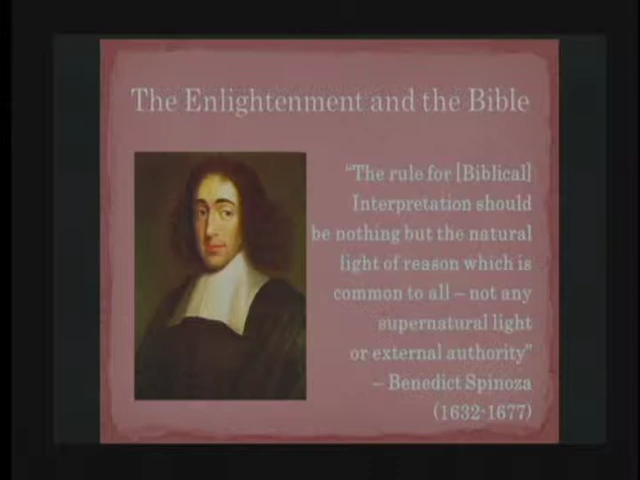 The Enlightenment and the Bible
“The rule for [Biblical]
Interpretation should
be nothing but the natural
light of reason which is
common to all – not any
supernatural light
or external authority”
– Benedict Spinoza
(1632-1677)